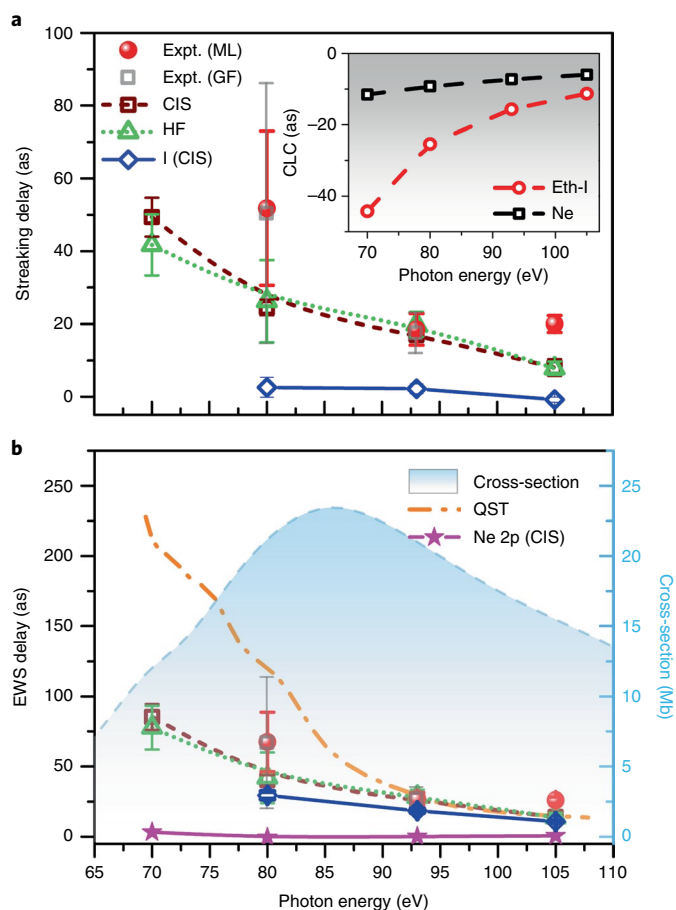 a
100
80
60
40
20
0
Streaking delay (as)
Expt. (ML)
Expt. (GF)
CIS
HF
I (CIS)
0
–20
–40
CLC (as)
Eth-I
Ne
70 80 90 100
Photon energy (eV)
b
250
200
150
100
50
0
EWS delay (as)
Cross-section
QST
Ne 2p (CIS)
25
20
15
10
5
0
Cross-section (Mb)
65 70 75 80 85 90 95 100 105 110
Photon energy (eV)